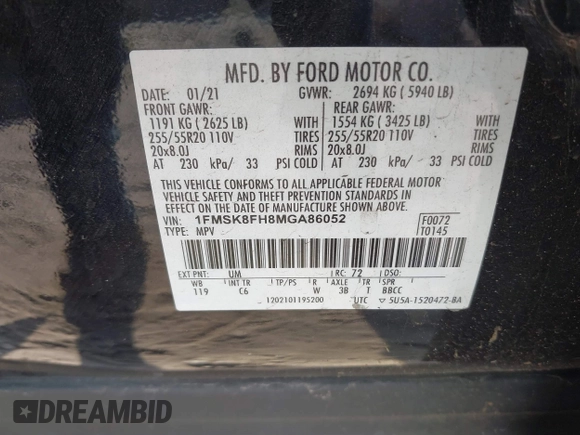 MFD. BY FORD MOTOR CO.
DATE: 01/21 GVWR: 2694 KG ( 5940 LB)
FRONT GAWR: REAR GAWR:
1191 KG ( 2625 LB) WITH 1554 KG ( 3425 LB) WITH
255/55R20 110V TIRES 255/55R20 110V TIRES
20x8.0J RIMS 20x8.0J RIMS
AT 230 kPa/ 33 PSI COLD AT 230 kPa/ 33 PSI COLD
THIS VEHICLE CONFORMS TO ALL APPLICABLE FEDERAL MOTOR
VEHICLE SAFETY AND THEFT PREVENTION STANDARDS IN
EFFECT ON THE DATE OF MANUFACTURE SHOWN ABOVE.
VIN: 1FMSK8FH8MGA86052 F0072
TYPE: MPV T0145
EXT PNT: UM RC: 72 DSO:
WB INT TR TP/PS R AXLE TR SPR
119 C6 W 3B T BBCC
1202101195200 UTC ▽ 5U5A-1520472-BA
DREAMBID